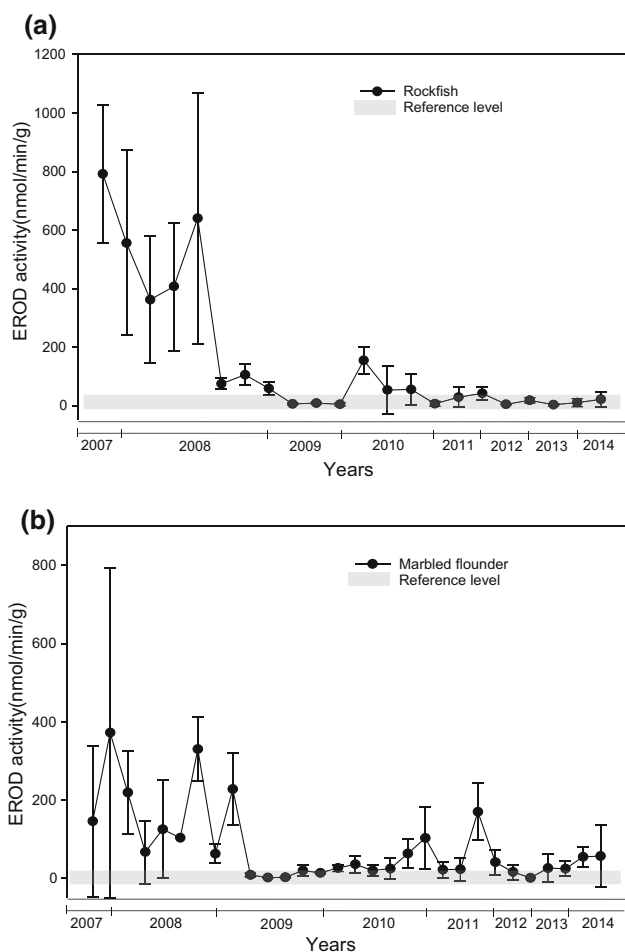 (a)
1200
1000
800
600
400
200
0
EROD activity(nmol/min/g)
Rockfish
Reference level
2007 2008 2009 2010 2011 2012 2013 2014
Years
(b)
800
600
400
200
0
EROD activity(nmol/min/g)
Marbled flounder
Reference level
2007 2008 2009 2010 2011 2012 2013 2014
Years